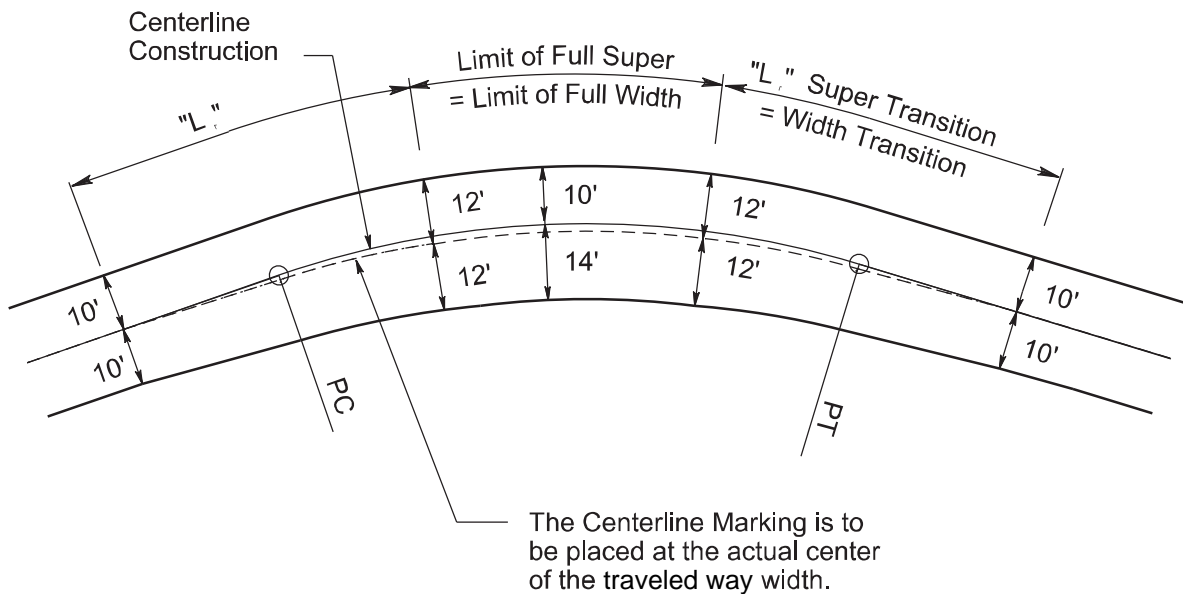 Centerline
Construction
"Lr"
Limit of Full Super
= Limit of Full Width
"Lr" Super Transition
= Width Transition
12'
10'
12'
12'
14'
12'
10'
10'
10'
10'
PC
PT
The Centerline Marking is to
be placed at the actual center
of the traveled way width.